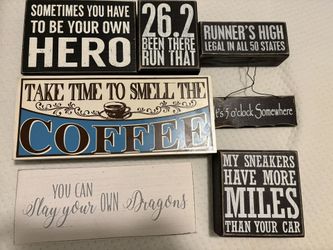 SOMETIMES YOU HAVE
TO BE YOUR OWN
HERO
26.2
BEEN THERE
RUN THAT
RUNNER'S HIGH
LEGAL IN ALL 50 STATES
It's 5 o'clock Somewhere
TAKE TIME TO SMELL THE
COFFEE
YOU CAN
Slay your OWN Dragons
MY SNEAKERS
HAVE MORE
MILES
THAN YOUR CAR